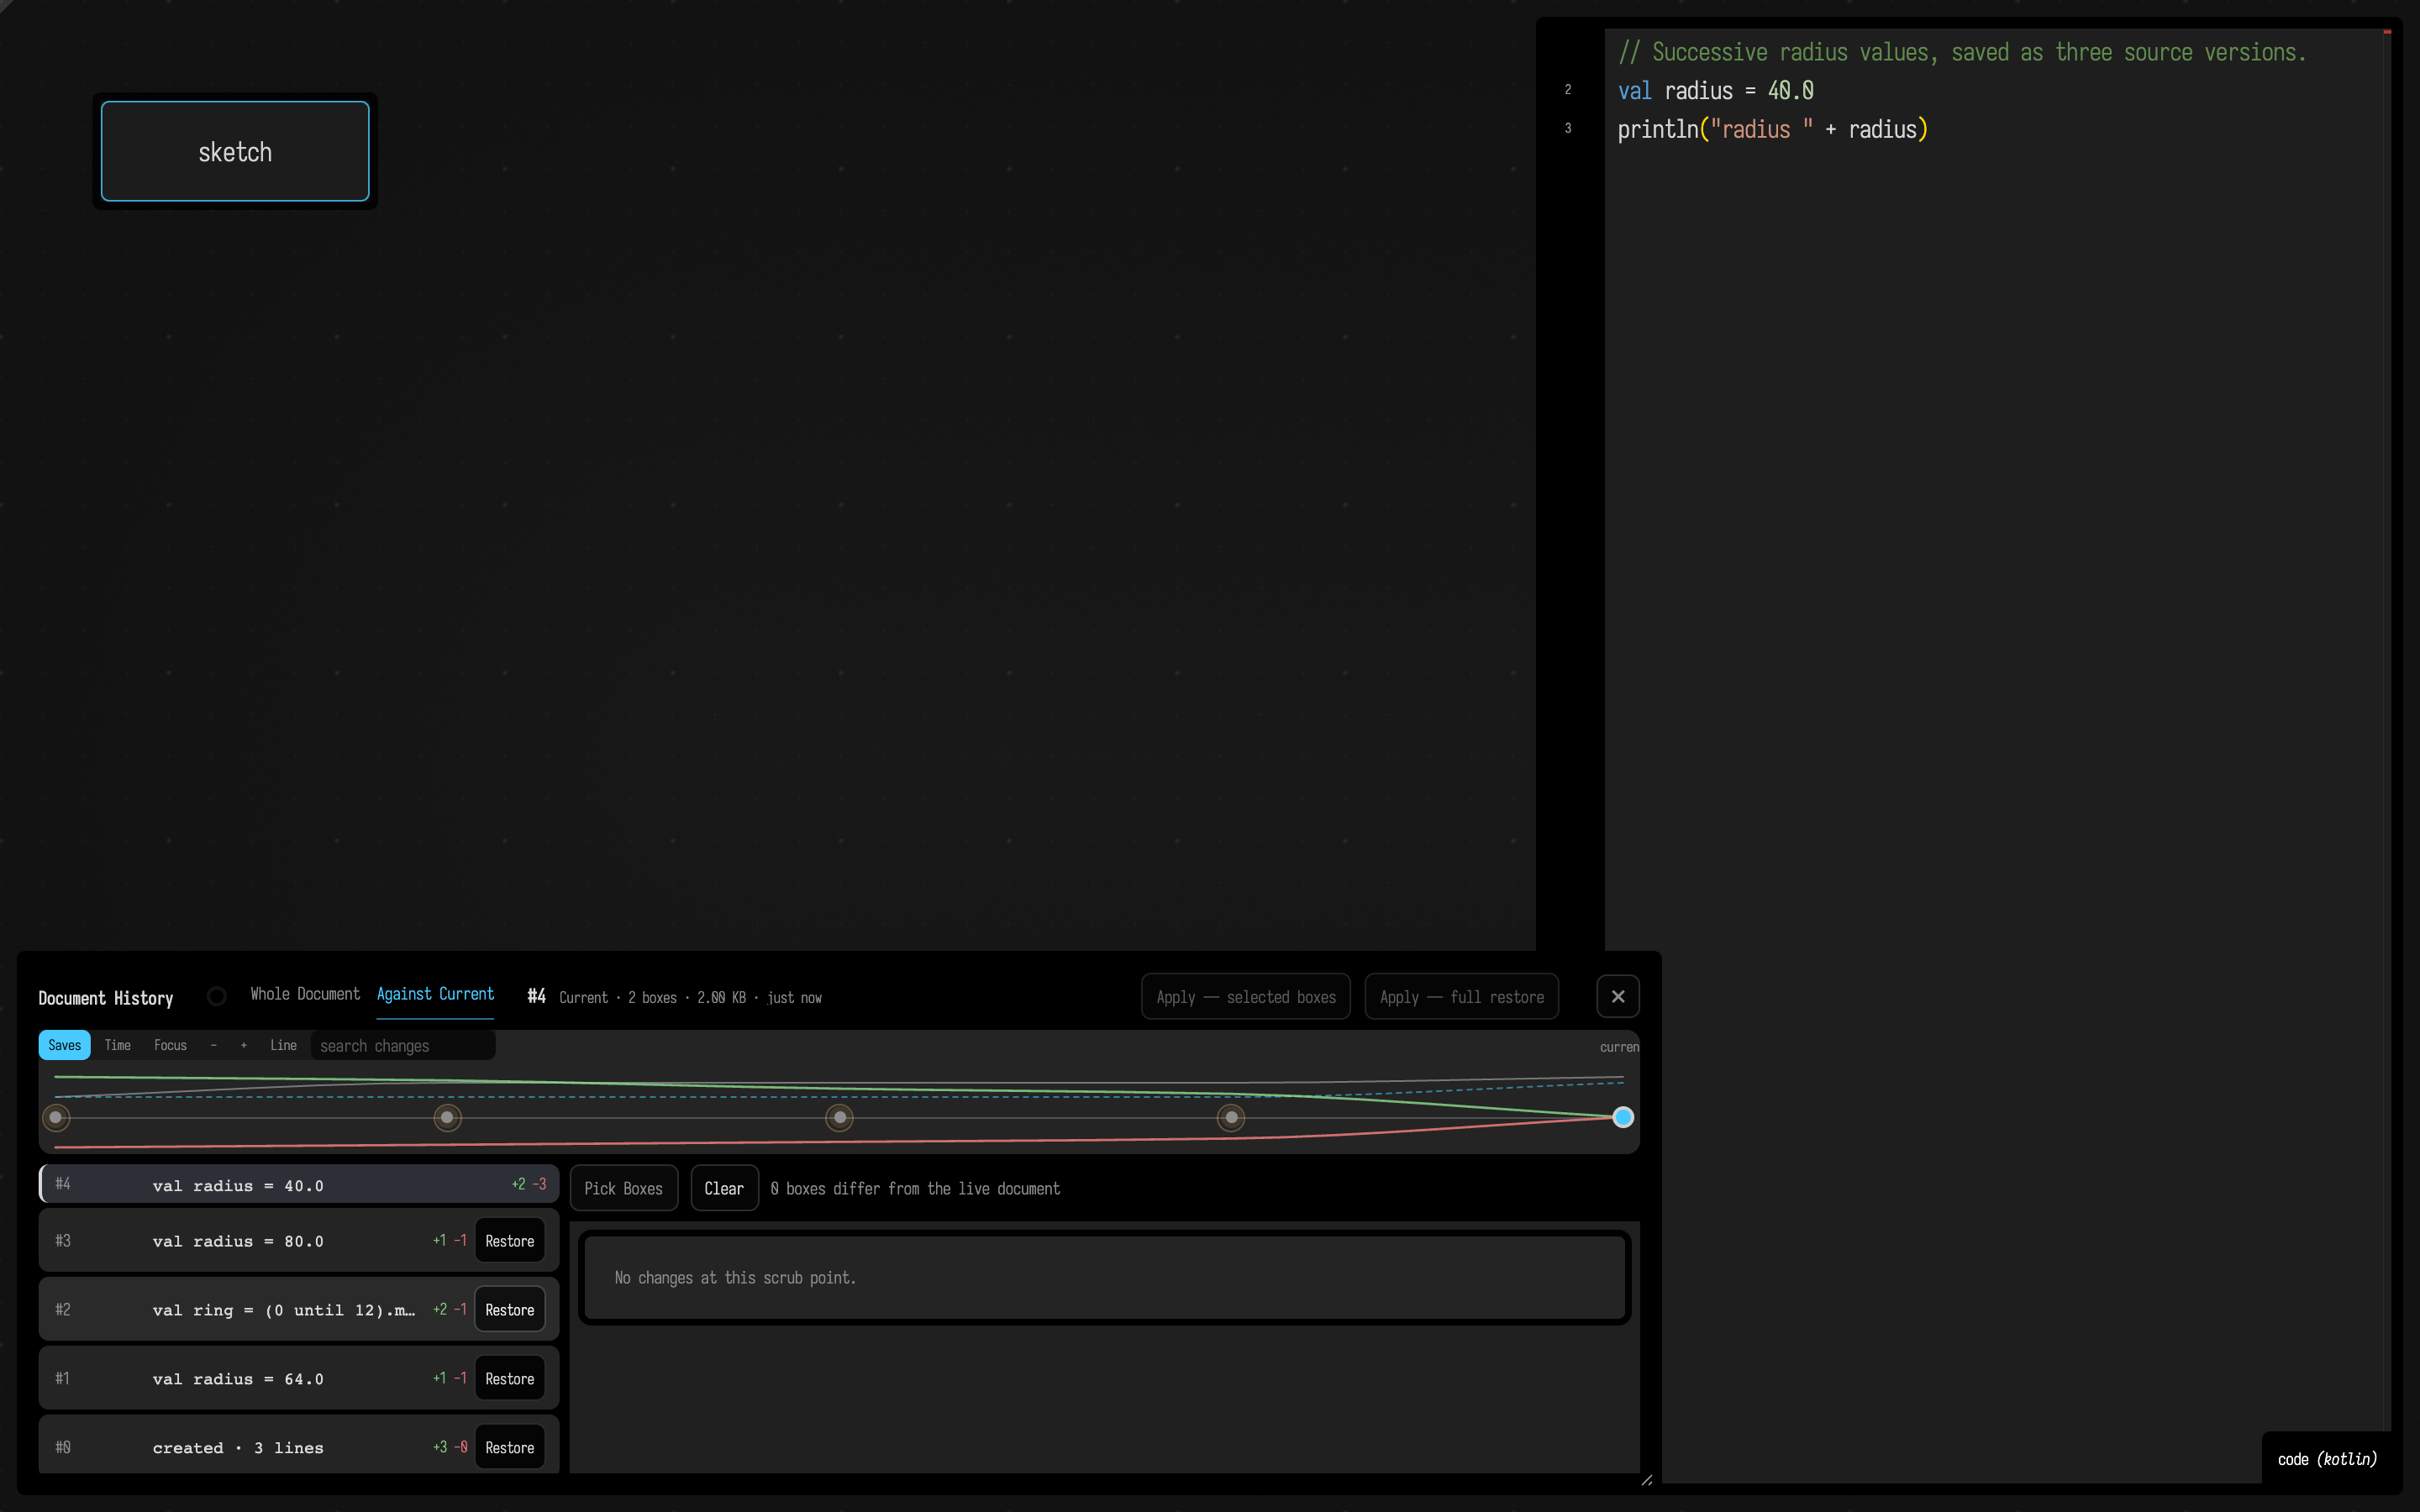 sketch
// Successive radius values, saved as three source versions.
2 val radius = 40.0
3 println("radius " + radius)
Document History Whole Document Against Current #4 Current · 2 boxes · 2.00 KB · just now Apply — selected boxes Apply — full restore ✕
Saves Time Focus - + Line search changes curren
#4 val radius = 40.0 +2 -3
#3 val radius = 80.0 +1 -1 Restore
#2 val ring = (0 until 12).m… +2 -1 Restore
#1 val radius = 64.0 +1 -1 Restore
#0 created · 3 lines +3 -0 Restore
Pick Boxes Clear 0 boxes differ from the live document
No changes at this scrub point.
code (kotlin)